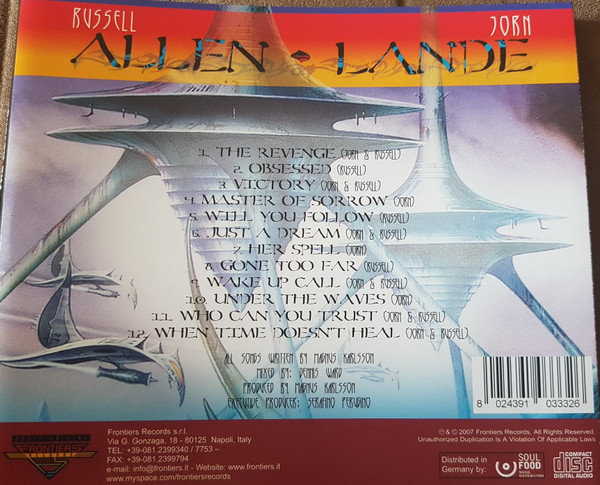 RUSSELL JORN
ALLEN • LANDE
1. THE REVENGE (JORN & RUSSELL)
2. OBSESSED (RUSSELL)
3. VICTORY (JORN & RUSSELL)
4. MASTER OF SORROW (JORN)
5. WILL YOU FOLLOW (RUSSELL)
6. JUST A DREAM (JORN & RUSSELL)
7. HER SPELL (JORN)
8. GONE TOO FAR (RUSSELL)
9. WAKE UP CALL (JORN & RUSSELL)
10. UNDER THE WAVES (JORN)
11. WHO CAN YOU TRUST (JORN & RUSSELL)
12. WHEN TIME DOESN'T HEAL (JORN & RUSSELL)
ALL SONGS WRITTEN BY MAGNUS KARLSSON
MIXED BY: DENNIS WARD
PRODUCED BY MAGNUS KARLSSON
EXECUTIVE PRODUCER: SERAFINO PERUGINO
8 024391 033326
FRONTIERS
RECORDS
Frontiers Records s.r.l.
Via G. Gonzaga, 18 - 80125 Napoli, Italy
TEL: +39-081.2399340 / 7753 –
FAX: +39-081.2399794
e-mail: info@frontiers.it - Website: www.frontiers.it
www.myspace.com/frontiersrecords
℗ & © 2007 Frontiers Records. All Rights Reserved.
Unauthorized Duplication Is A Violation Of Applicable Laws
Distributed in
Germany by:
SOUL
FOOD
MUSIC
DISTRIBUTION
COMPACT
disc
DIGITAL AUDIO